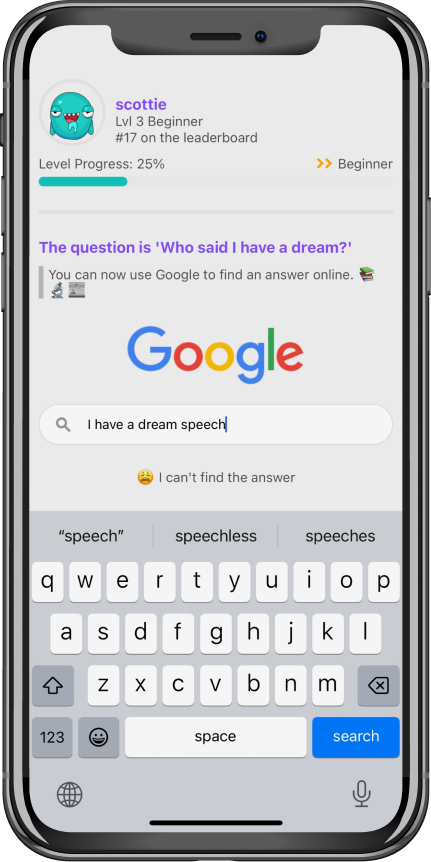 scottie
Lvl 3 Beginner
#17 on the leaderboard
Level Progress: 25% Beginner
The question is 'Who said I have a dream?'
You can now use Google to find an answer online. 📚
🔬 📰
Google
I have a dream speech
😩 I can't find the answer
“speech” speechless speeches
q w e r t y u i o p
a s d f g h j k l
z x c v b n m
123 space search